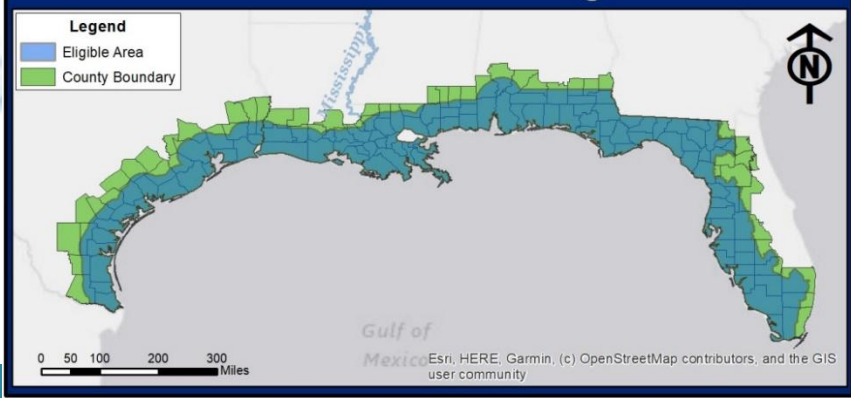 Legend
Eligible Area
County Boundary
Mississippi
N
Gulf of
Mexico
0 50 100 200 300
Miles
Esri, HERE, Garmin, (c) OpenStreetMap contributors, and the GIS
user community